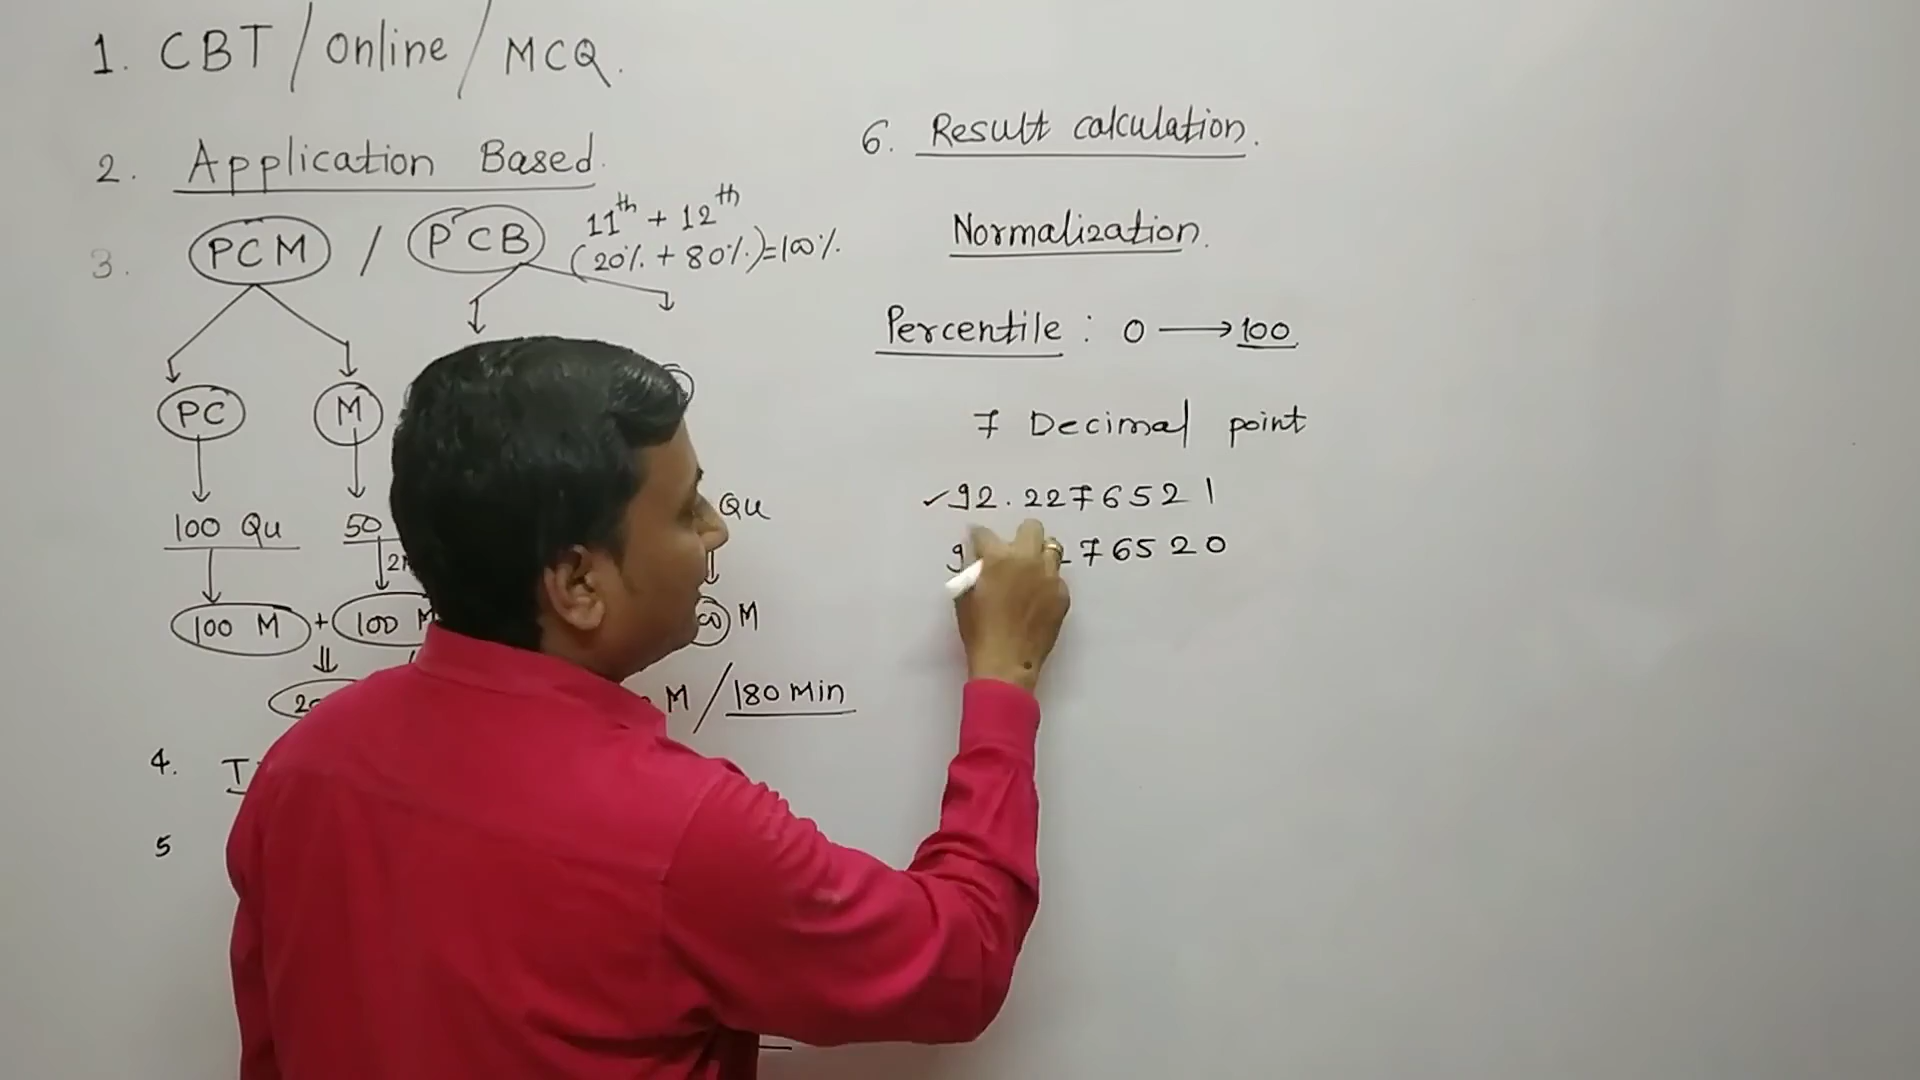 1. CBT / Online / MCQ.
2. Application Based.
3. PCM / PCB 11th + 12th
(20% + 80%) = 100%.
PC M
100 Qu 50 Qu
100 M + 100 M M
M / 180 Min
4.
5
6. Result calculation.
Normalization.
Percentile : 0 → 100
7 Decimal point
✓ 92.2276521
76520